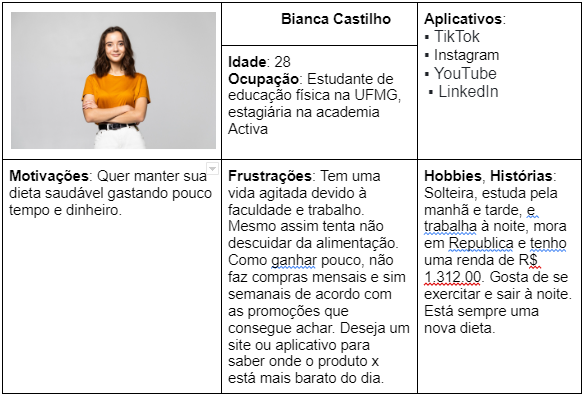 Bianca Castilho
Idade: 28
Ocupação: Estudante de
educação física na UFMG,
estagiária na academia
Activa
Aplicativos:
▪ TikTok
▪ Instagram
▪ YouTube
▪ LinkedIn
Motivações: Quer manter sua
dieta saudável gastando pouco
tempo e dinheiro.
Frustrações: Tem uma
vida agitada devido à
faculdade e trabalho.
Mesmo assim tenta não
descuidar da alimentação.
Como ganhar pouco, não
faz compras mensais e sim
semanais de acordo com
as promoções que
consegue achar. Deseja um
site ou aplicativo para
saber onde o produto x
está mais barato do dia.
Hobbies, Histórias:
Solteira, estuda pela
manhã e tarde, e
trabalha à noite, mora
em Republica e tenho
uma renda de R$
1.312,00. Gosta de se
exercitar e sair à noite.
Está sempre uma
nova dieta.